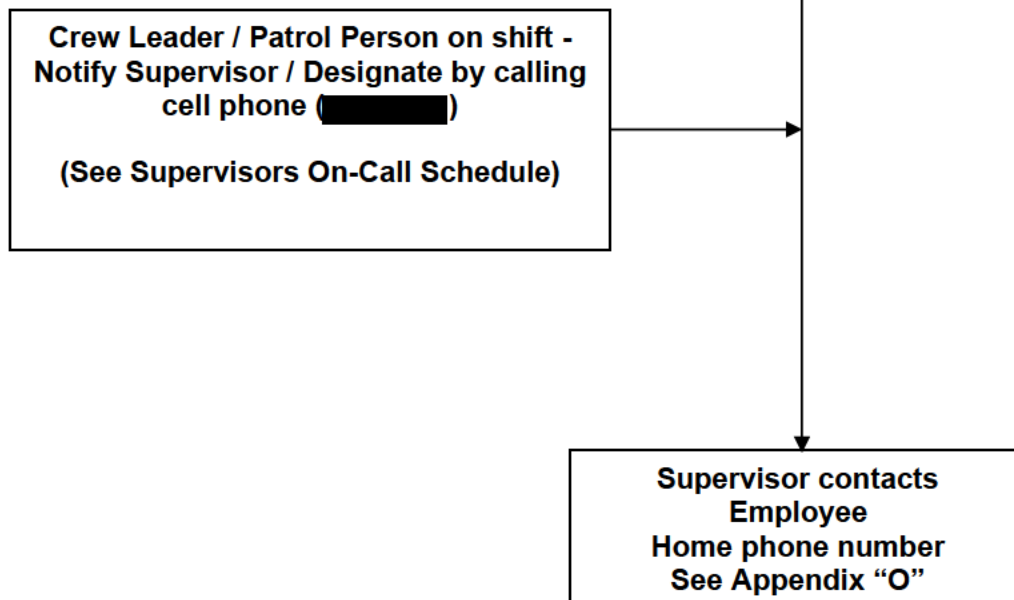 Crew Leader / Patrol Person on shift -
Notify Supervisor / Designate by calling
cell phone ( )
(See Supervisors On-Call Schedule)
Supervisor contacts
Employee
Home phone number
See Appendix “O”